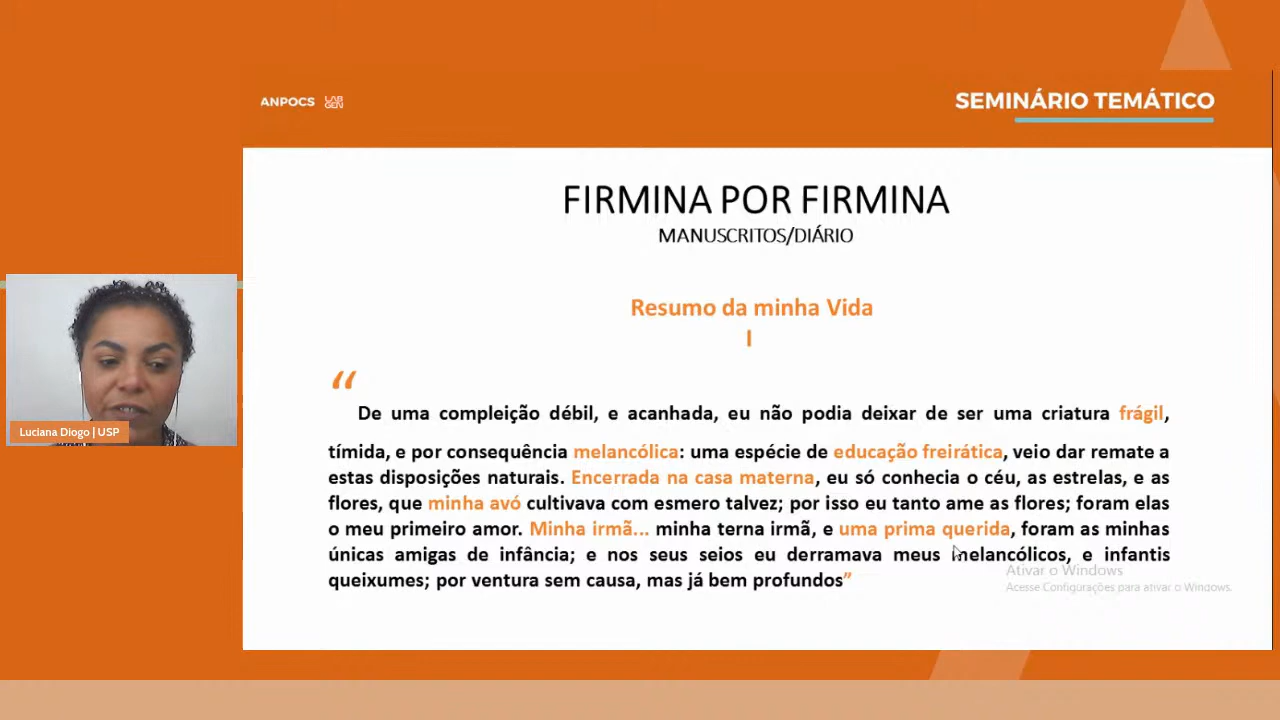 ANPOCS LAB GEN
SEMINÁRIO TEMÁTICO
FIRMINA POR FIRMINA
MANUSCRITOS/DIÁRIO
Resumo da minha Vida
I
“
De uma compleição débil, e acanhada, eu não podia deixar de ser uma criatura frágil,
tímida, e por consequência melancólica: uma espécie de educação freirática, veio dar remate a
estas disposições naturais. Encerrada na casa materna, eu só conhecia o céu, as estrelas, e as
flores, que minha avó cultivava com esmero talvez; por isso eu tanto ame as flores; foram elas
o meu primeiro amor. Minha irmã... minha terna irmã, e uma prima querida, foram as minhas
únicas amigas de infância; e nos seus seios eu derramava meus melancólicos, e infantis
queixumes; por ventura sem causa, mas já bem profundos”
Luciana Diogo | USP
Ativar o Windows
Acesse Configurações para ativar o Windows.